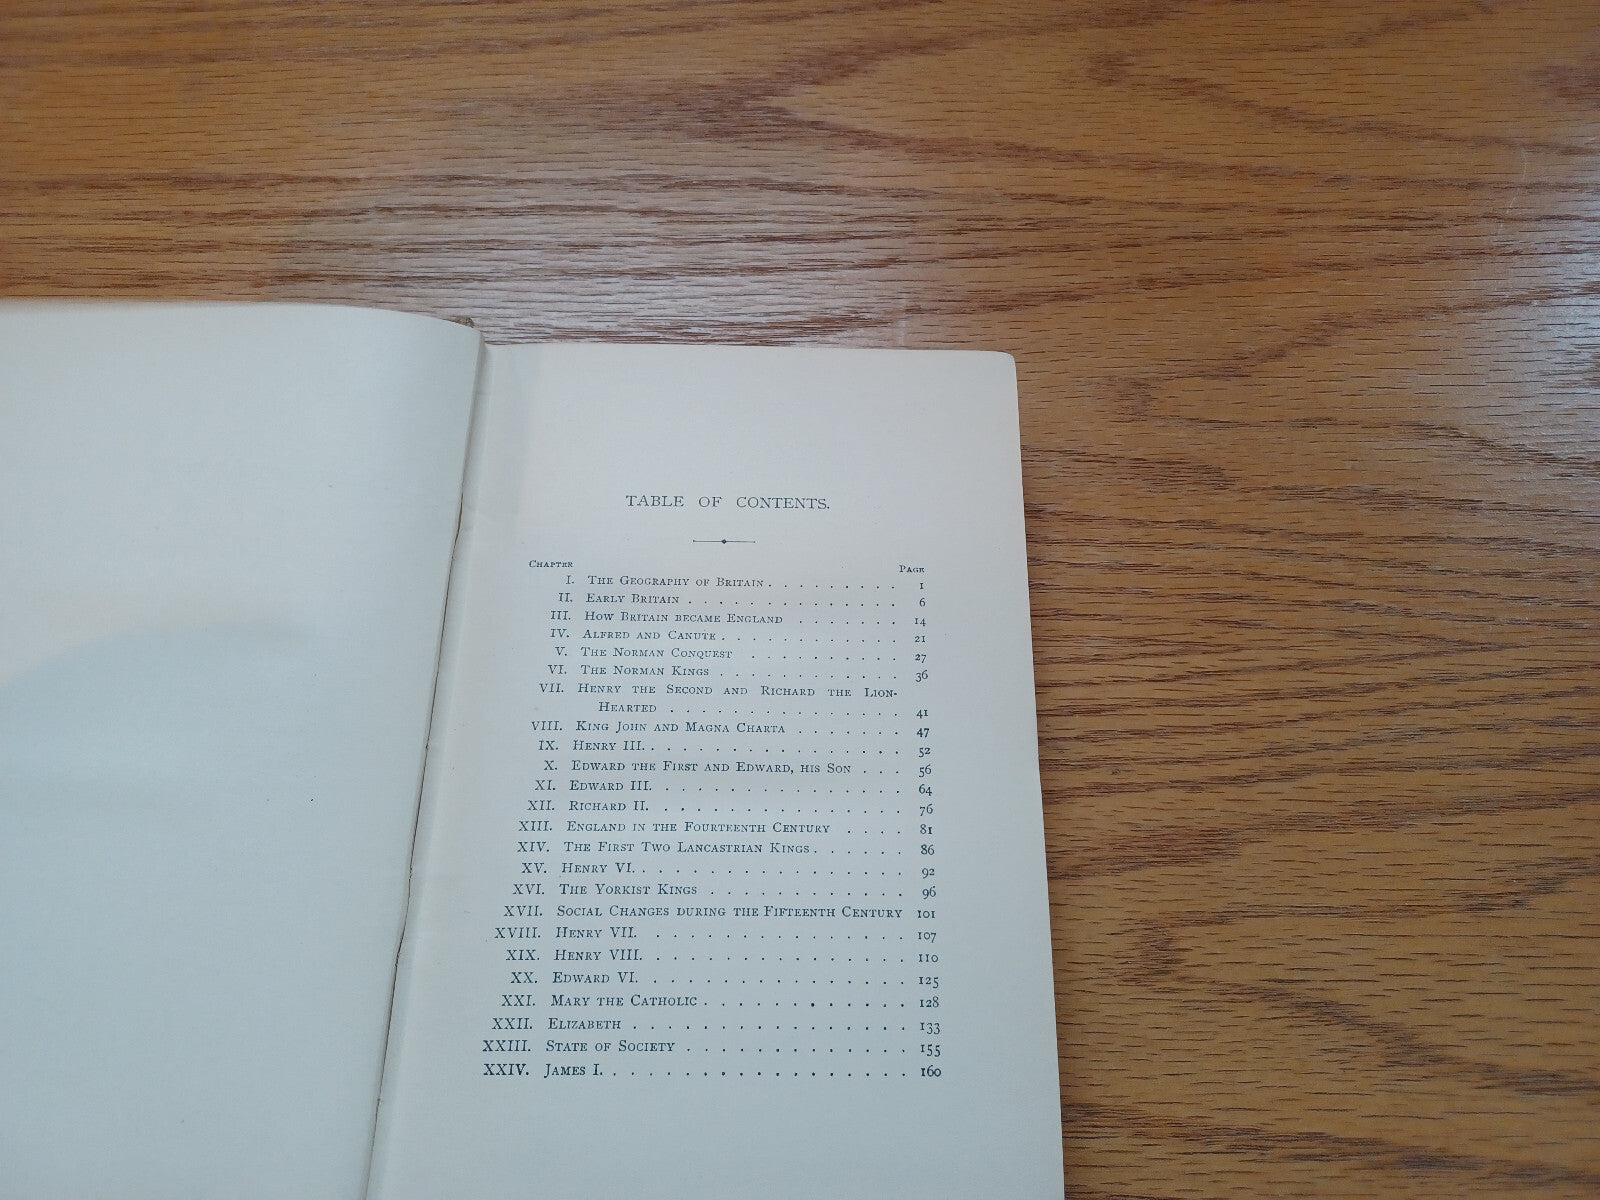 TABLE OF CONTENTS.
CHAPTER PAGE
I. THE GEOGRAPHY OF BRITAIN . . . . . . . . . 1
II. EARLY BRITAIN . . . . . . . . . . . . . . 6
III. HOW BRITAIN BECAME ENGLAND . . . . . . . 14
IV. ALFRED AND CANUTE . . . . . . . . . . . . 21
V. THE NORMAN CONQUEST . . . . . . . . . . 27
VI. THE NORMAN KINGS . . . . . . . . . . . . 36
VII. HENRY THE SECOND AND RICHARD THE LION-
HEARTED . . . . . . . . . . . . . . . 41
VIII. KING JOHN AND MAGNA CHARTA . . . . . . . 47
IX. HENRY III. . . . . . . . . . . . . . . . . 52
X. EDWARD THE FIRST AND EDWARD, HIS SON . . . 56
XI. EDWARD III. . . . . . . . . . . . . . . . 64
XII. RICHARD II. . . . . . . . . . . . . . . . 76
XIII. ENGLAND IN THE FOURTEENTH CENTURY . . . . 81
XIV. THE FIRST TWO LANCASTRIAN KINGS . . . . . . 86
XV. HENRY VI. . . . . . . . . . . . . . . . . 92
XVI. THE YORKIST KINGS . . . . . . . . . . . . 96
XVII. SOCIAL CHANGES DURING THE FIFTEENTH CENTURY 101
XVIII. HENRY VII. . . . . . . . . . . . . . . . 107
XIX. HENRY VIII. . . . . . . . . . . . . . . . 110
XX. EDWARD VI. . . . . . . . . . . . . . . . 125
XXI. MARY THE CATHOLIC . . . . . . . . . . . . 128
XXII. ELIZABETH . . . . . . . . . . . . . . . . 133
XXIII. STATE OF SOCIETY . . . . . . . . . . . . . 155
XXIV. JAMES I. . . . . . . . . . . . . . . . . . 160